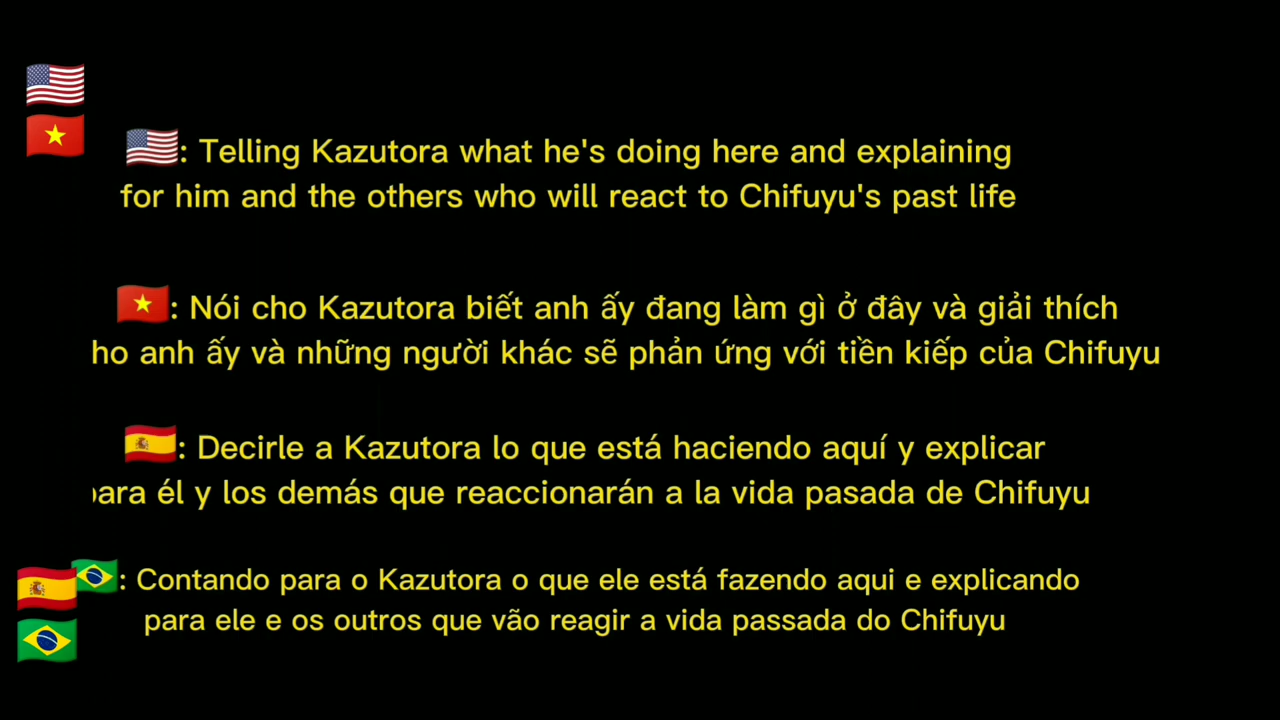 🇺🇸: Telling Kazutora what he's doing here and explaining
for him and the others who will react to Chifuyu's past life
🇻🇳: Nói cho Kazutora biết anh ấy đang làm gì ở đây và giải thích
ho anh ấy và những người khác sẽ phản ứng với tiền kiếp của Chifuyu
🇪🇸: Decirle a Kazutora lo que está haciendo aquí y explicar
para él y los demás que reaccionarán a la vida pasada de Chifuyu
🇧🇷: Contando para o Kazutora o que ele está fazendo aqui e explicando
para ele e os outros que vão reagir a vida passada do Chifuyu